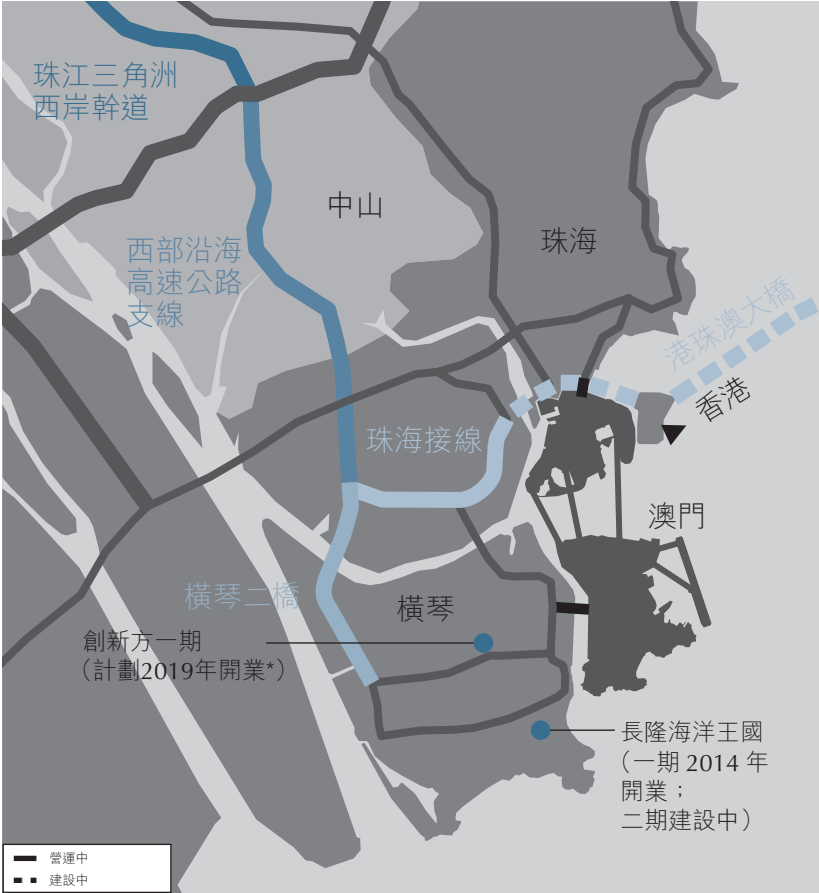 珠江三角洲
西岸幹道
中山
珠海
西部沿海
高速公路
支線
港珠澳大橋
香港
珠海接線
澳門
橫琴二橋
橫琴
創新方一期
（計劃2019年開業*）
長隆海洋王國
（一期 2014 年
開業；
二期建設中）
營運中
建設中